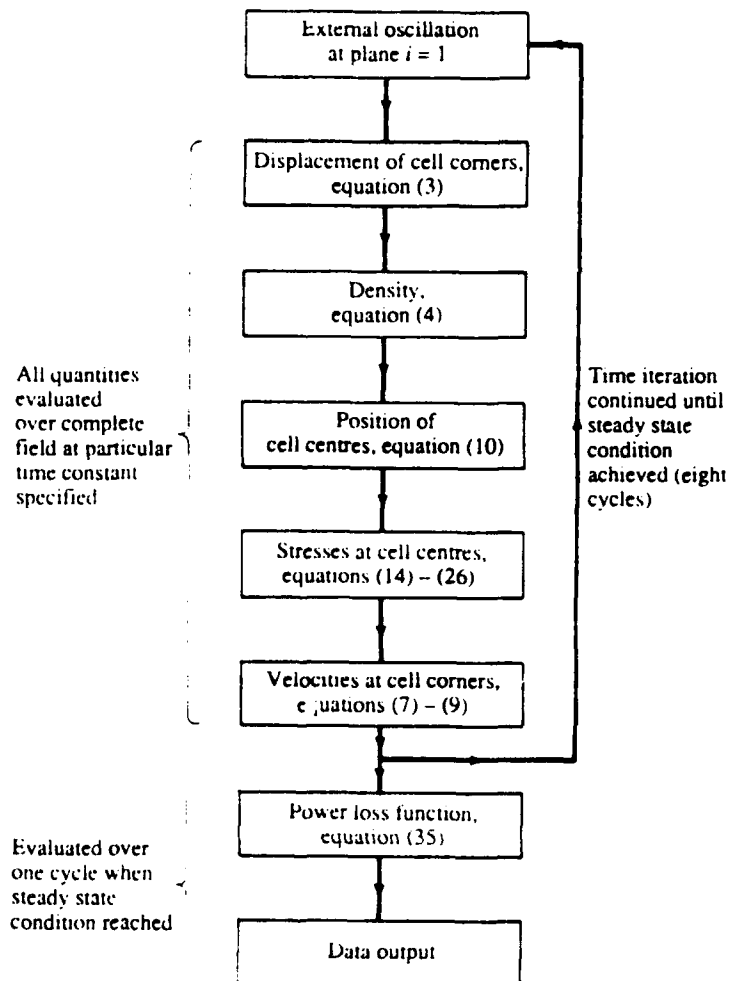 External oscillation
at plane i = 1
Displacement of cell corners,
equation (3)
Density,
equation (4)
Position of
cell centres, equation (10)
Stresses at cell centres,
equations (14) – (26)
Velocities at cell corners,
equations (7) – (9)
Power loss function,
equation (35)
Data output
All quantities
evaluated
over complete
field at particular
time constant
specified
Evaluated over
one cycle when
steady state
condition reached
Time iteration
continued until
steady state
condition
achieved (eight
cycles)